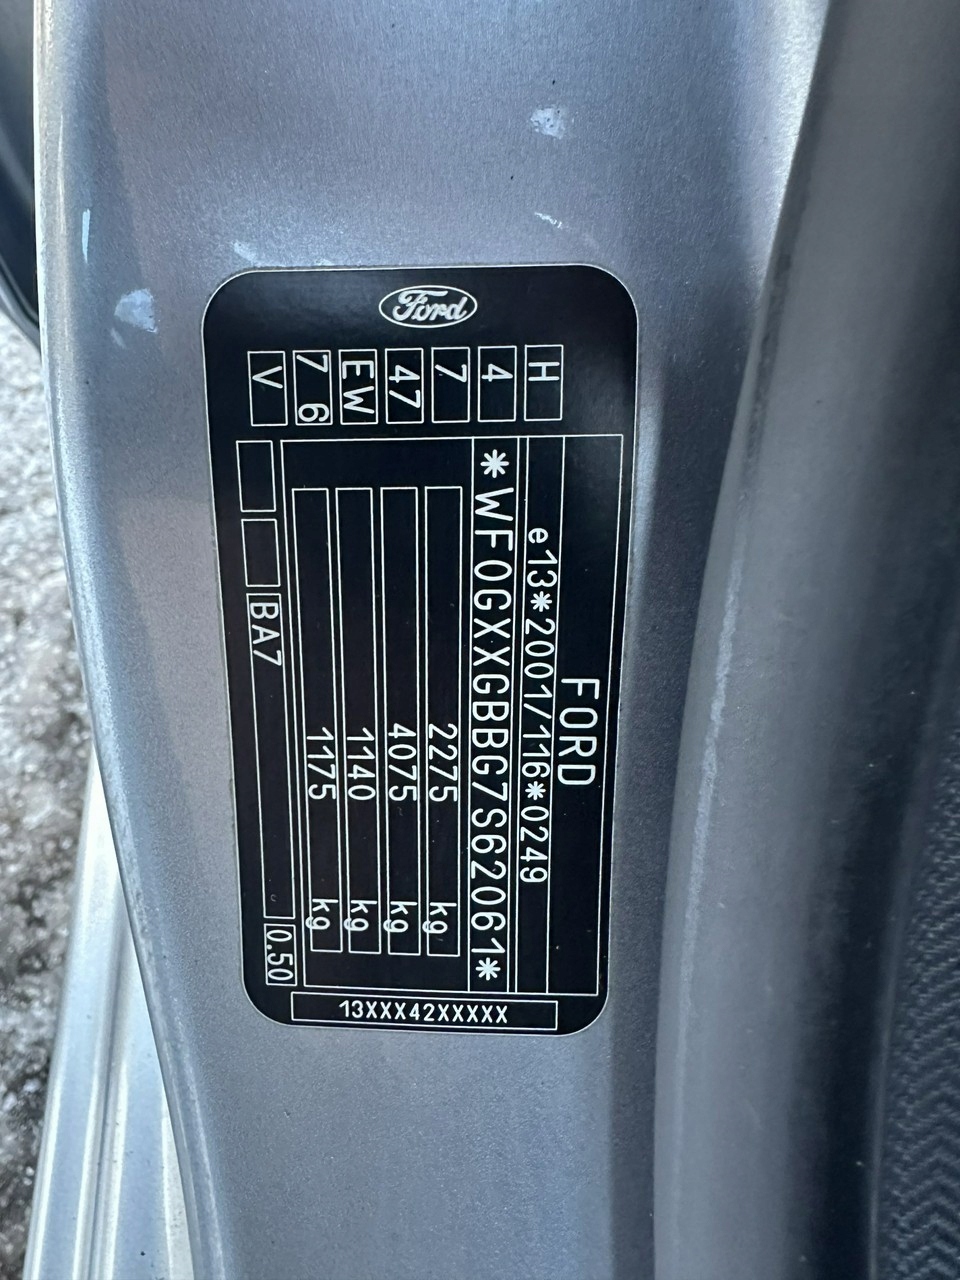 Ford
FORD
e13*2001/116*0249
*WF0GXXGBBG7S62061*
2275 kg
4075 kg
1140 kg
1175 kg
H
4
7
47
EW
7 6
V
BA7
0.50
13XXX42XXXXX